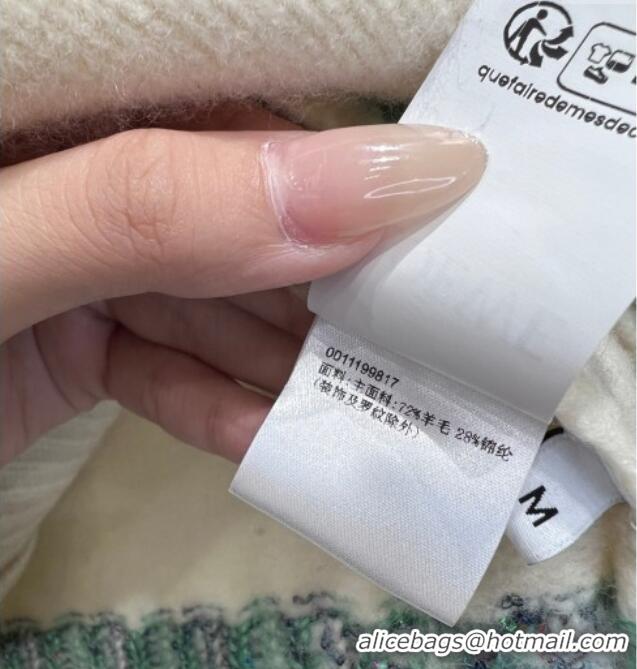 quefairedemesdec
0011199817
面料:主面料:72%羊毛 28%锦纶
(装饰及罗纹除外)
M
alicebags@hotmail.com